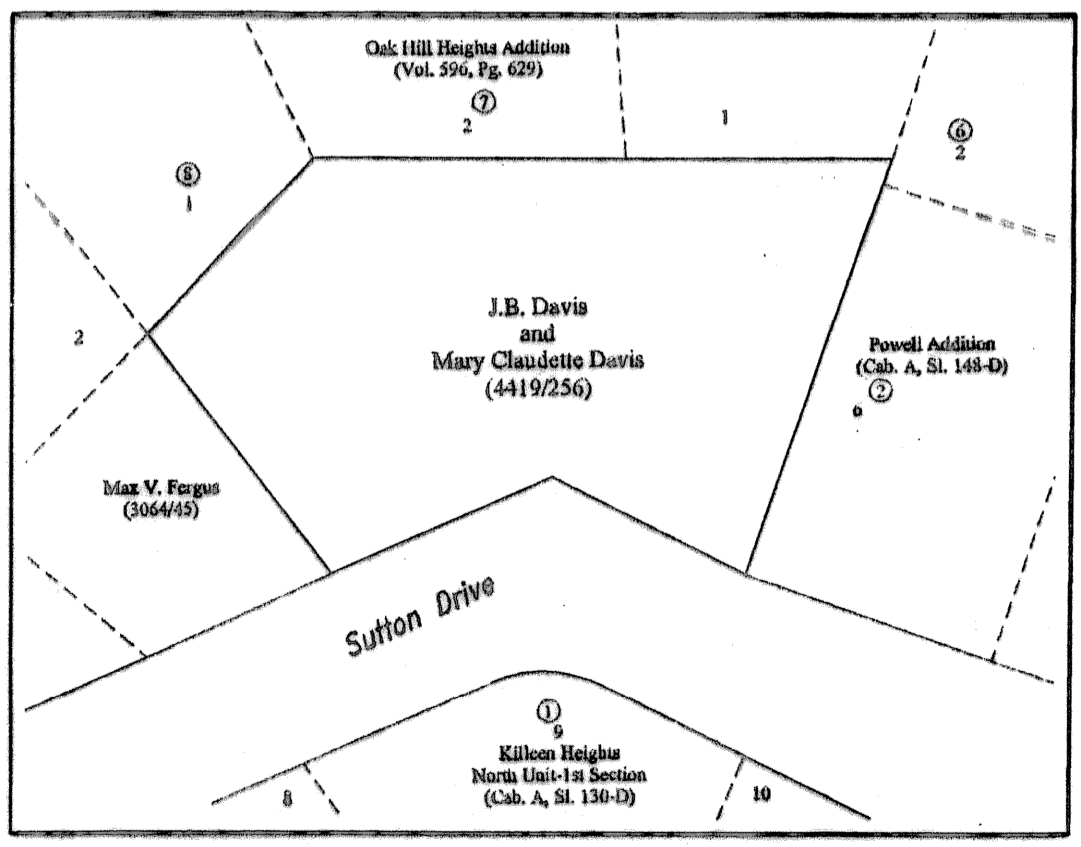 Oak Hill Heights Addition
(Vol. 596, Pg. 629)
7
2
1
6
2
8
1
2
J.B. Davis
and
Mary Claudette Davis
(4419/256)
Powell Addition
(Cab. A, Sl. 148-D)
2
6
Max V. Fergus
(3064/45)
Sutton Drive
1
9
Killeen Heights
North Unit-1st Section
(Cab. A, Sl. 130-D)
8
10